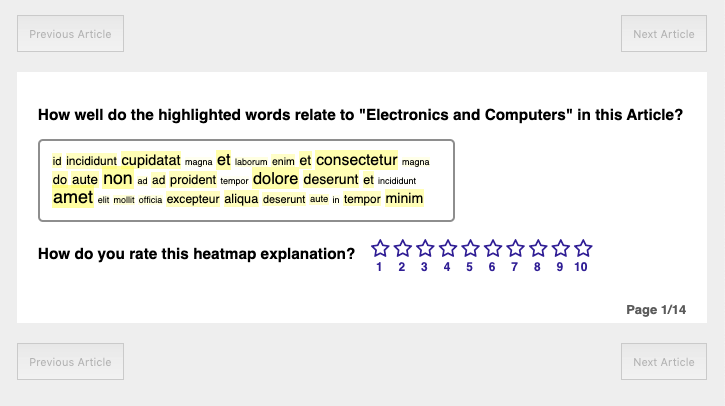 Previous Article Next Article
How well do the highlighted words relate to "Electronics and Computers" in this Article?
id incididunt cupidatat magna et laborum enim et consectetur magna
do aute non ad ad proident tempor dolore deserunt et incididunt
amet elit mollit officia excepteur aliqua deserunt aute in tempor minim
How do you rate this heatmap explanation?
1 2 3 4 5 6 7 8 9 10
Page 1/14
Previous Article Next Article